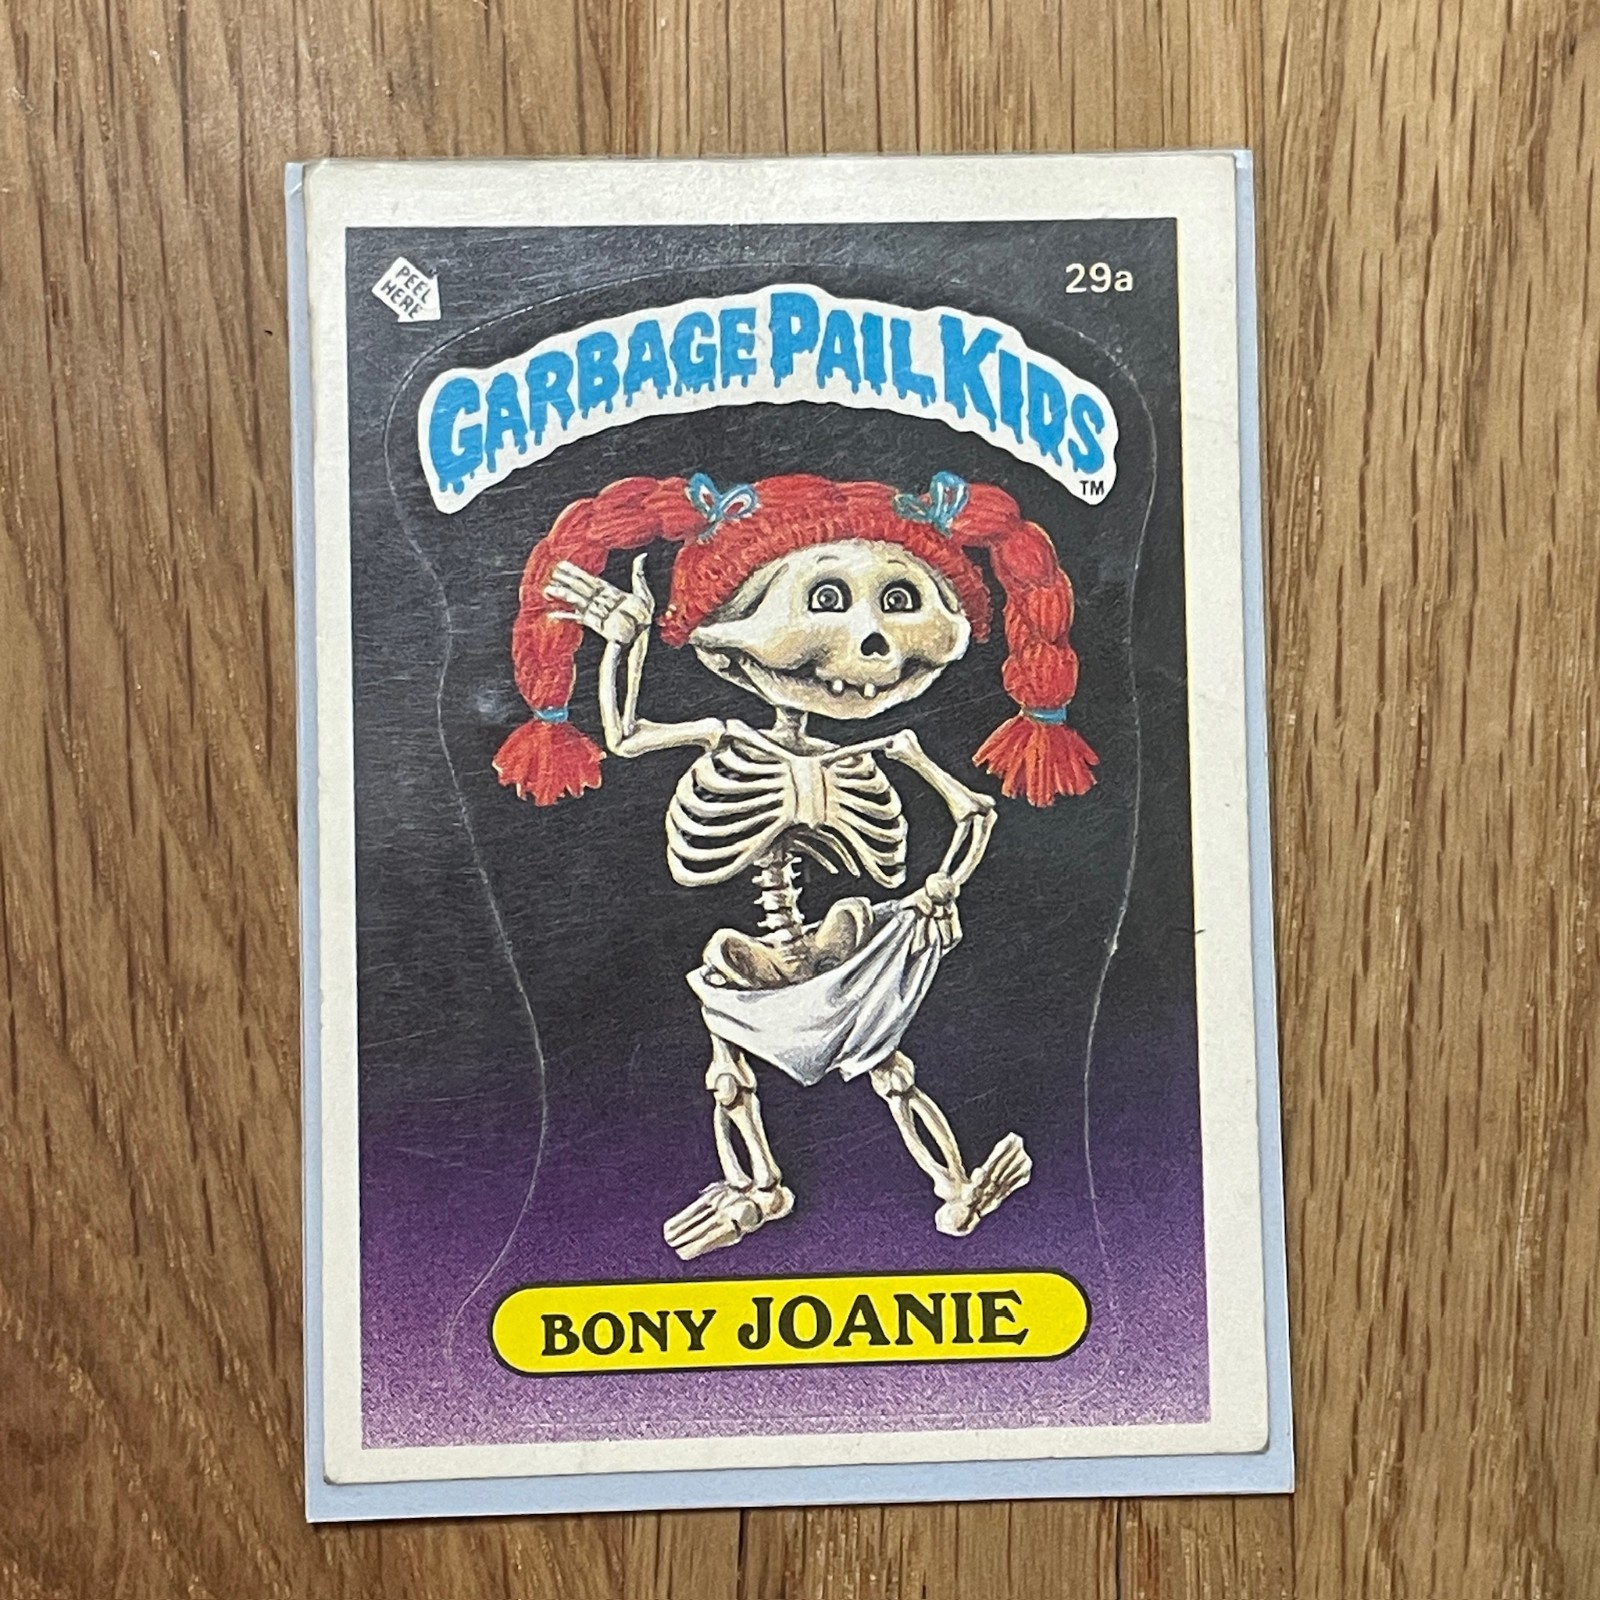 PEEL
HERE
29a
GARBAGE PAIL KIDS
TM
BONY JOANIE